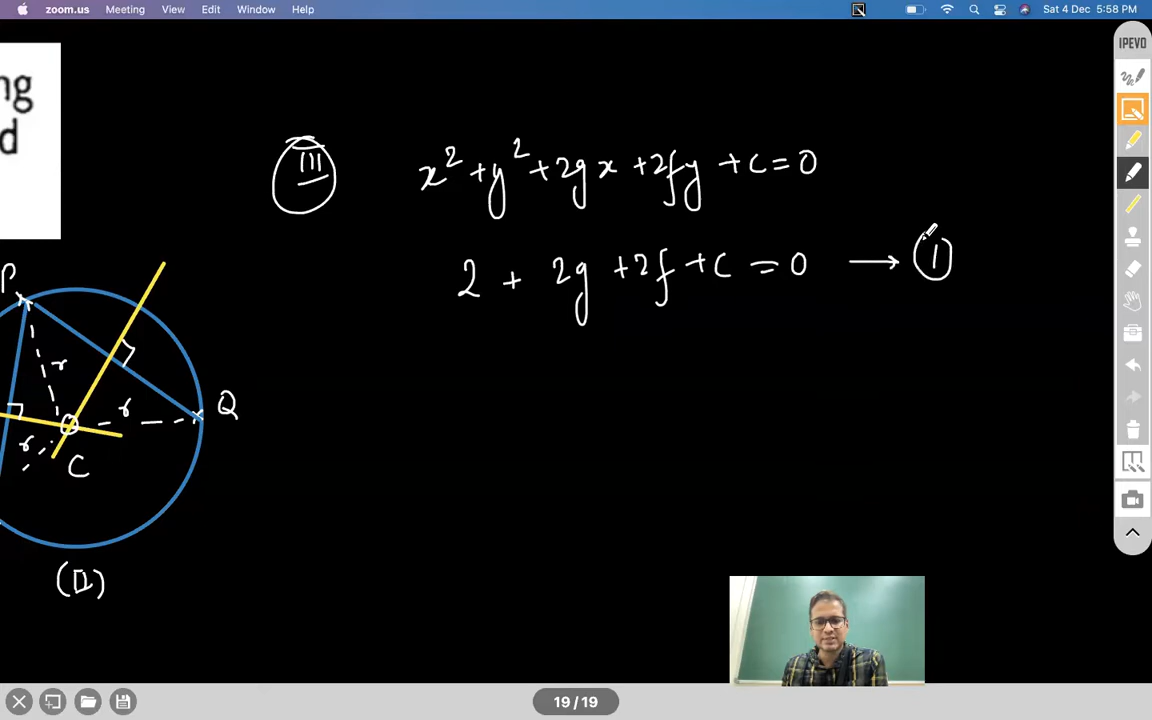 zoom.us Meeting View Edit Window Help Sat 4 Dec 5:58 PM
IPEVO
ng
d
III x² + y² + 2gx + 2fy + c = 0
2 + 2g + 2f + c = 0 → ①
P
r
r
Q
r
C
(II)
19 / 19